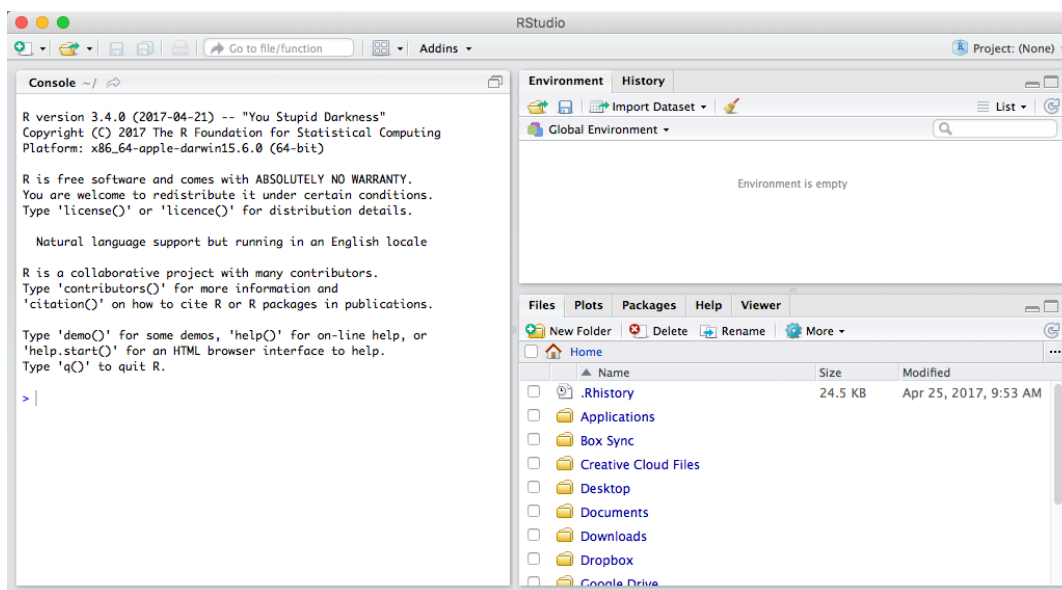 RStudio
Go to file/function
Addins
Project: (None)
Console ~/
R version 3.4.0 (2017-04-21) -- "You Stupid Darkness"
Copyright (C) 2017 The R Foundation for Statistical Computing
Platform: x86_64-apple-darwin15.6.0 (64-bit)
R is free software and comes with ABSOLUTELY NO WARRANTY.
You are welcome to redistribute it under certain conditions.
Type 'license()' or 'licence()' for distribution details.
Natural language support but running in an English locale
R is a collaborative project with many contributors.
Type 'contributors()' for more information and
'citation()' on how to cite R or R packages in publications.
Type 'demo()' for some demos, 'help()' for on-line help, or
'help.start()' for an HTML browser interface to help.
Type 'q()' to quit R.
>
Environment History
Import Dataset List
Global Environment
Environment is empty
Files Plots Packages Help Viewer
New Folder Delete Rename More
Home ...
Name Size Modified
.Rhistory 24.5 KB Apr 25, 2017, 9:53 AM
Applications
Box Sync
Creative Cloud Files
Desktop
Documents
Downloads
Dropbox
Google Drive